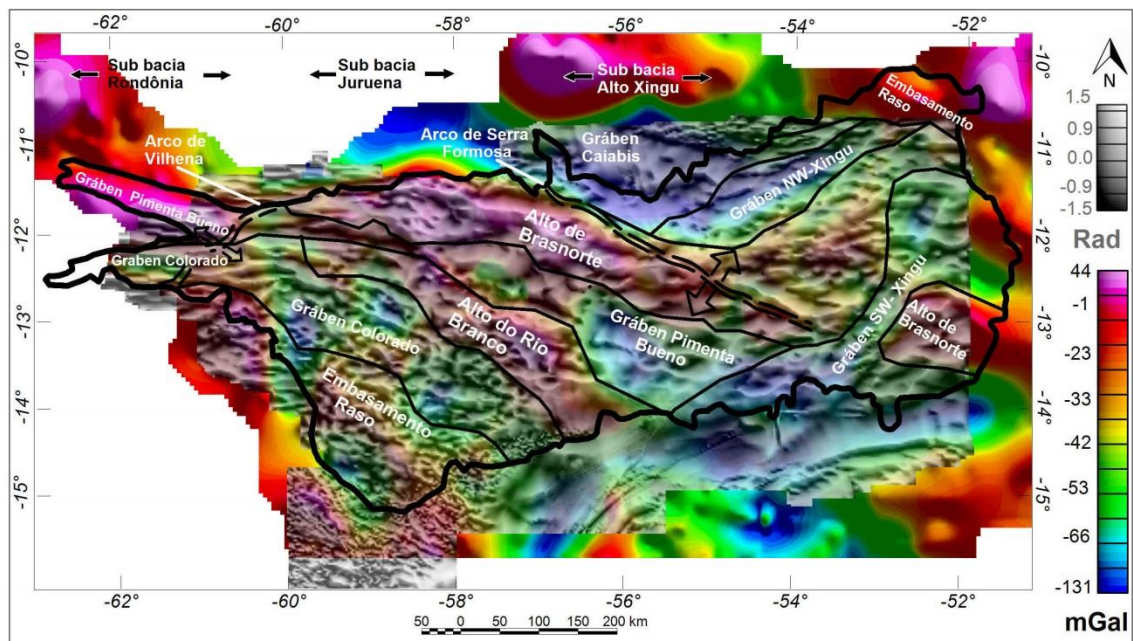 -62° -60° -58° -56° -54° -52°
-10°
-11°
-12°
-13°
-14°
-15°
Sub bacia
Rondônia
Sub bacia
Juruena
Sub bacia
Alto Xingu
Arco de
Vilhena
Arco de Serra
Formosa
Gráben
Caiabis
Embasamento
Raso
Gráben NW-Xingu
Gráben Pimenta Bueno
Graben Colorado
Alto de
Brasnorte
Gráben Colorado
Alto do Rio
Branco
Gráben Pimenta
Bueno
Gráben SW- Xingu
Alto de
Brasnorte
Embasamento
Raso
-10°
-11°
-12°
-13°
-14°
-15°
-62° -60° -58° -56° -54° -52°
50 0 50 100 150 200 km
N
1.5
0.9
0.0
-0.9
-1.5
Rad
44
-1
-23
-33
-42
-53
-66
-131
mGal